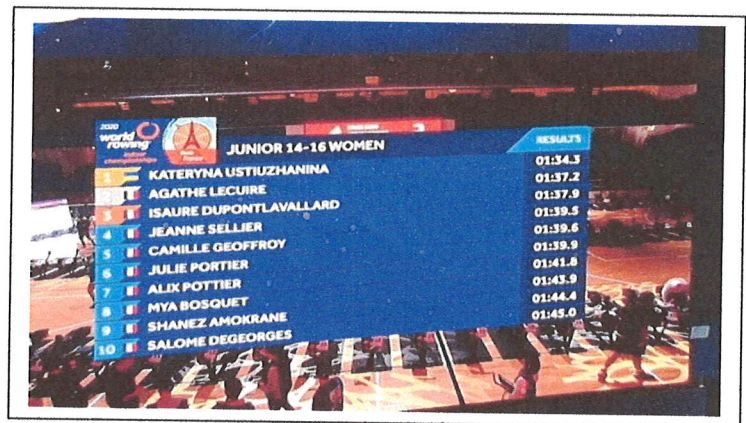 2020
world
rowing
indoor
championships
Paris
France
JUNIOR 14-16 WOMEN
RESULTS
1 KATERYNA USTIUZHANINA 01:34.3
2 AGATHE LECUIRE 01:37.2
3 ISAURE DUPONTLAVALLARD 01:37.9
4 JEANNE SELLIER 01:39.5
5 CAMILLE GEOFFROY 01:39.6
6 JULIE PORTIER 01:39.9
7 ALIX POTTIER 01:41.8
8 MYA BOSQUET 01:43.9
9 SHANEZ AMOKRANE 01:44.4
10 SALOME DEGEORGES 01:45.0